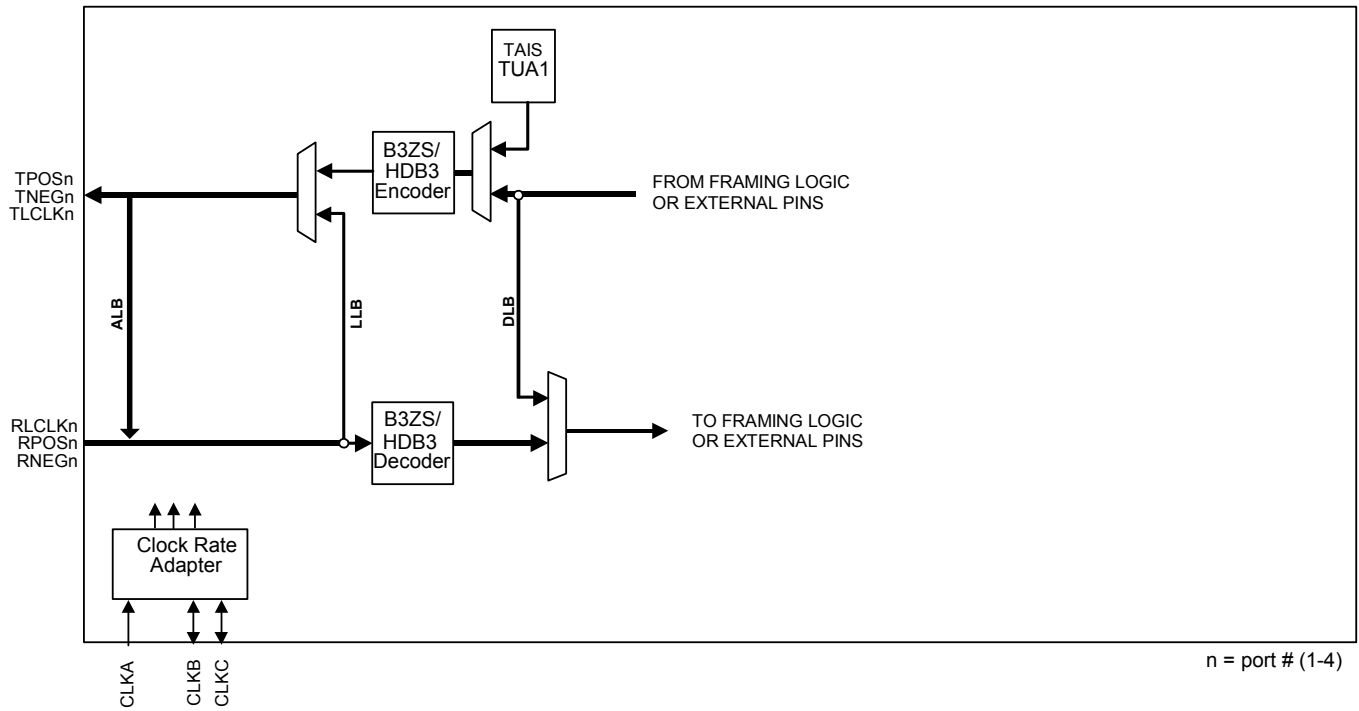 TAIS
TUA1
B3ZS/
HDB3
Encoder
TPOSn
TNEGn
TLCLKn
FROM FRAMING LOGIC
OR EXTERNAL PINS
ALB
LLB
DLB
RLCLKn
RPOSn
RNEGn
B3ZS/
HDB3
Decoder
TO FRAMING LOGIC
OR EXTERNAL PINS
Clock Rate
Adapter
CLKA
CLKB
CLKC
n = port # (1-4)